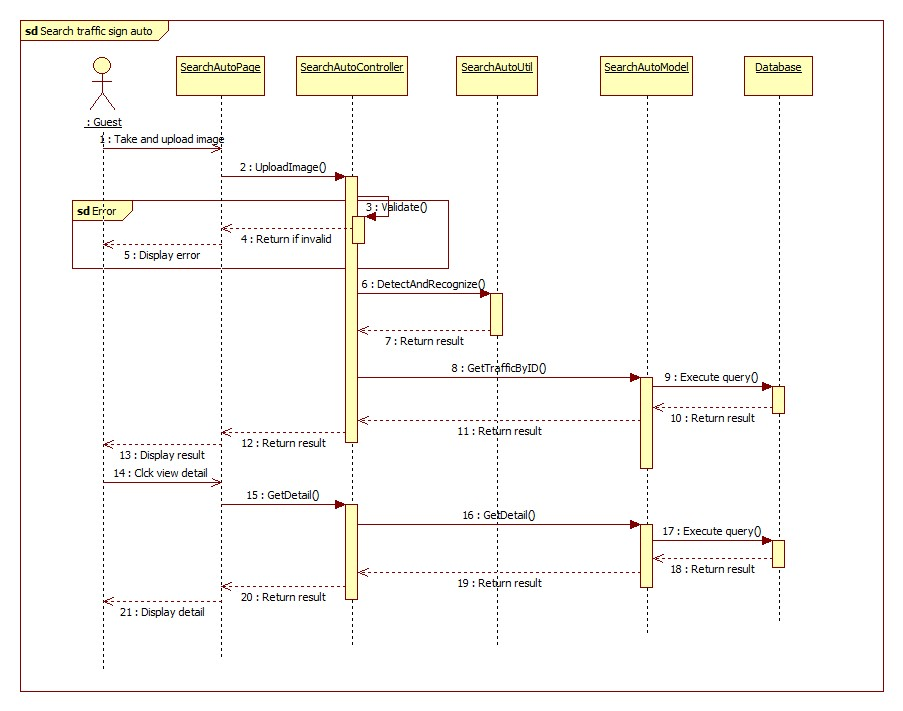 sd Search traffic sign auto
SearchAutoPage
SearchAutoController
SearchAutoUtil
SearchAutoModel
Database
: Guest
1 : Take and upload image
2 : UploadImage()
sd Error
3 : Validate()
4 : Return if invalid
5 : Display error
6 : DetectAndRecognize()
7 : Return result
8 : GetTrafficByID()
9 : Execute query()
10 : Return result
11 : Return result
12 : Return result
13 : Display result
14 : Clck view detail
15 : GetDetail()
16 : GetDetail()
17 : Execute query()
18 : Return result
19 : Return result
20 : Return result
21 : Display detail